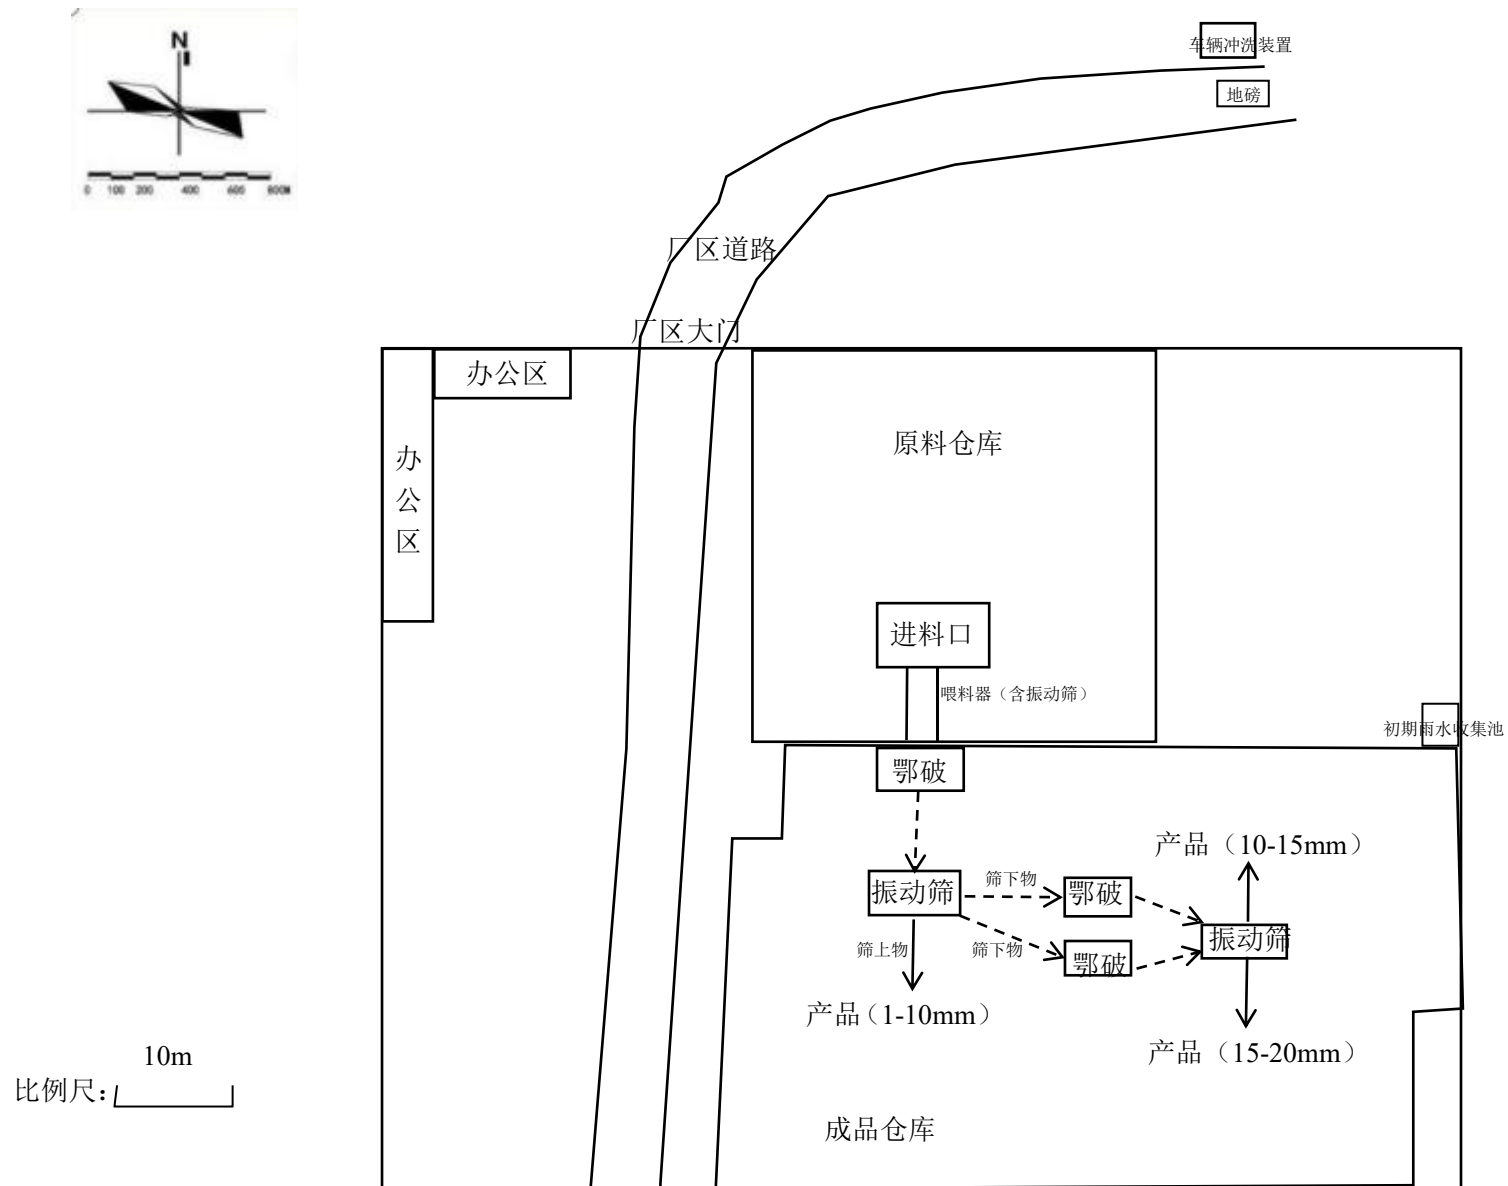 N
0 100 200 400 600 800M
车辆冲洗装置
地磅
厂区道路
厂区大门
办公区
办
公
区
原料仓库
进料口
喂料器（含振动筛）
初期雨水收集池
鄂破
产品（10-15mm）
振动筛
筛下物
鄂破
振动筛
筛上物
筛下物
鄂破
产品（1-10mm）
产品（15-20mm）
10m
比例尺：
成品仓库